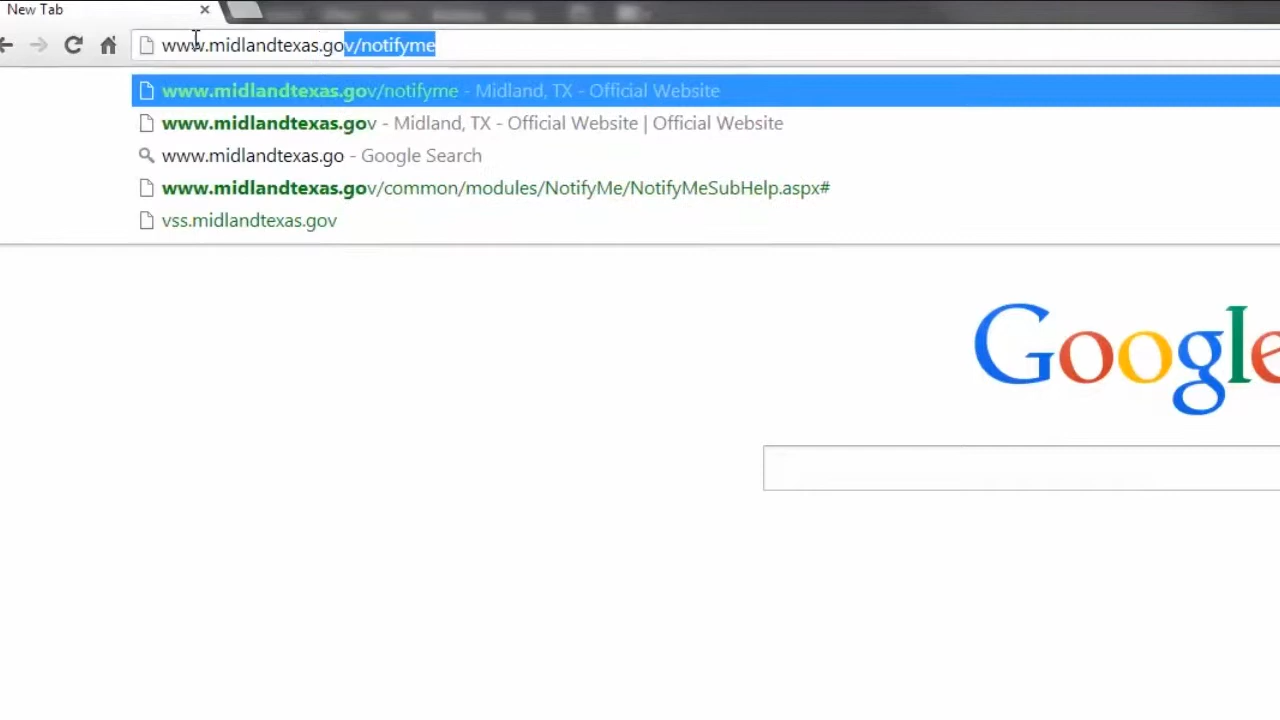 New Tab
www.midlandtexas.gov/notifyme
www.midlandtexas.gov/notifyme - Midland, TX - Official Website
www.midlandtexas.gov - Midland, TX - Official Website | Official Website
www.midlandtexas.go - Google Search
www.midlandtexas.gov/common/modules/NotifyMe/NotifyMeSubHelp.aspx#
vss.midlandtexas.gov
Google